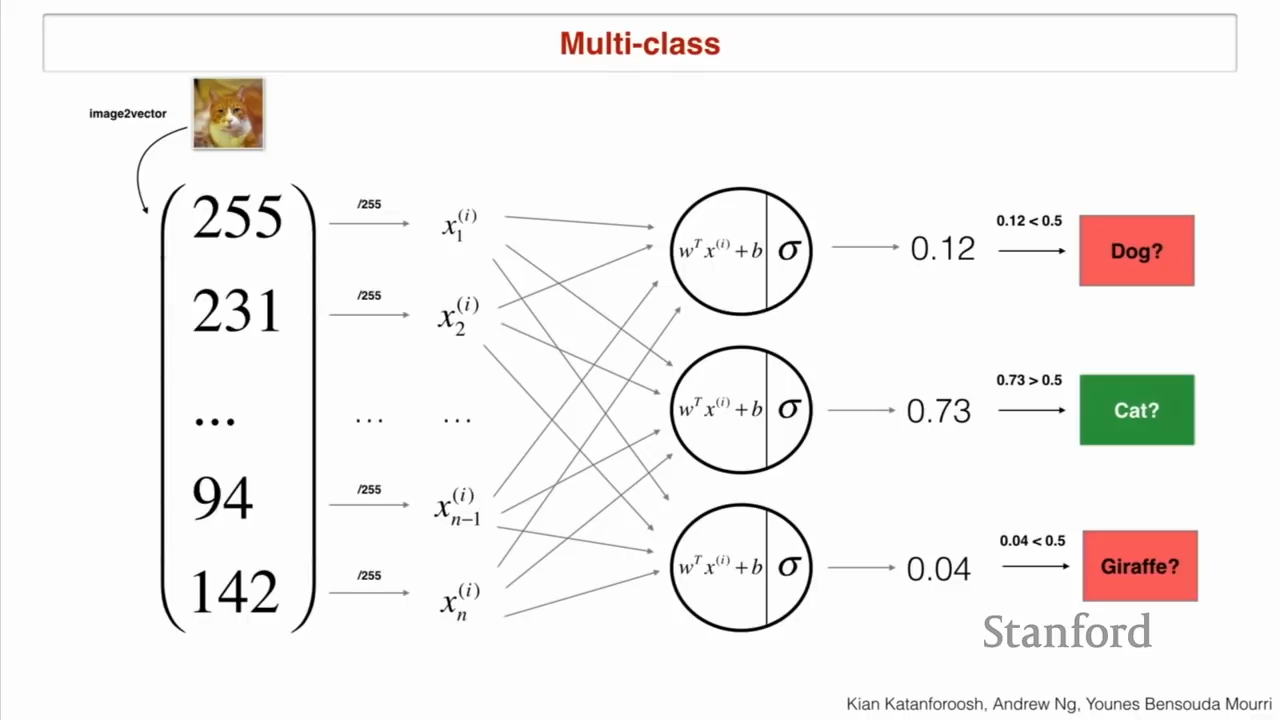 Multi-class
image2vector
255
/255
x_1^{(i)}
w^T x^{(i)} + b
σ
0.12
0.12 < 0.5
Dog?
231
/255
x_2^{(i)}
...
...
...
w^T x^{(i)} + b
σ
0.73
0.73 > 0.5
Cat?
94
/255
x_{n-1}^{(i)}
142
/255
x_n^{(i)}
w^T x^{(i)} + b
σ
0.04
0.04 < 0.5
Giraffe?
Stanford
Kian Katanforoosh, Andrew Ng, Younes Bensouda Mourri